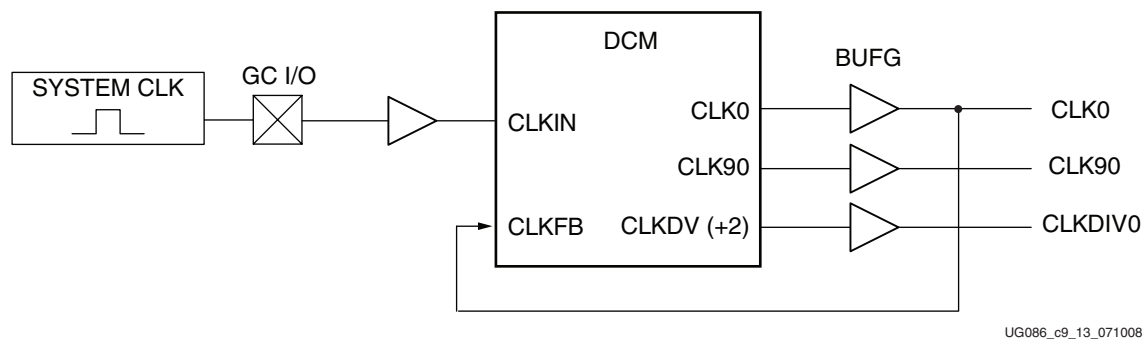 DCM
BUFG
GC I/O
SYSTEM CLK
CLKIN
CLK0
CLK0
CLK90
CLK90
CLKFB
CLKDV (+2)
CLKDIV0
UG086_c9_13_071008